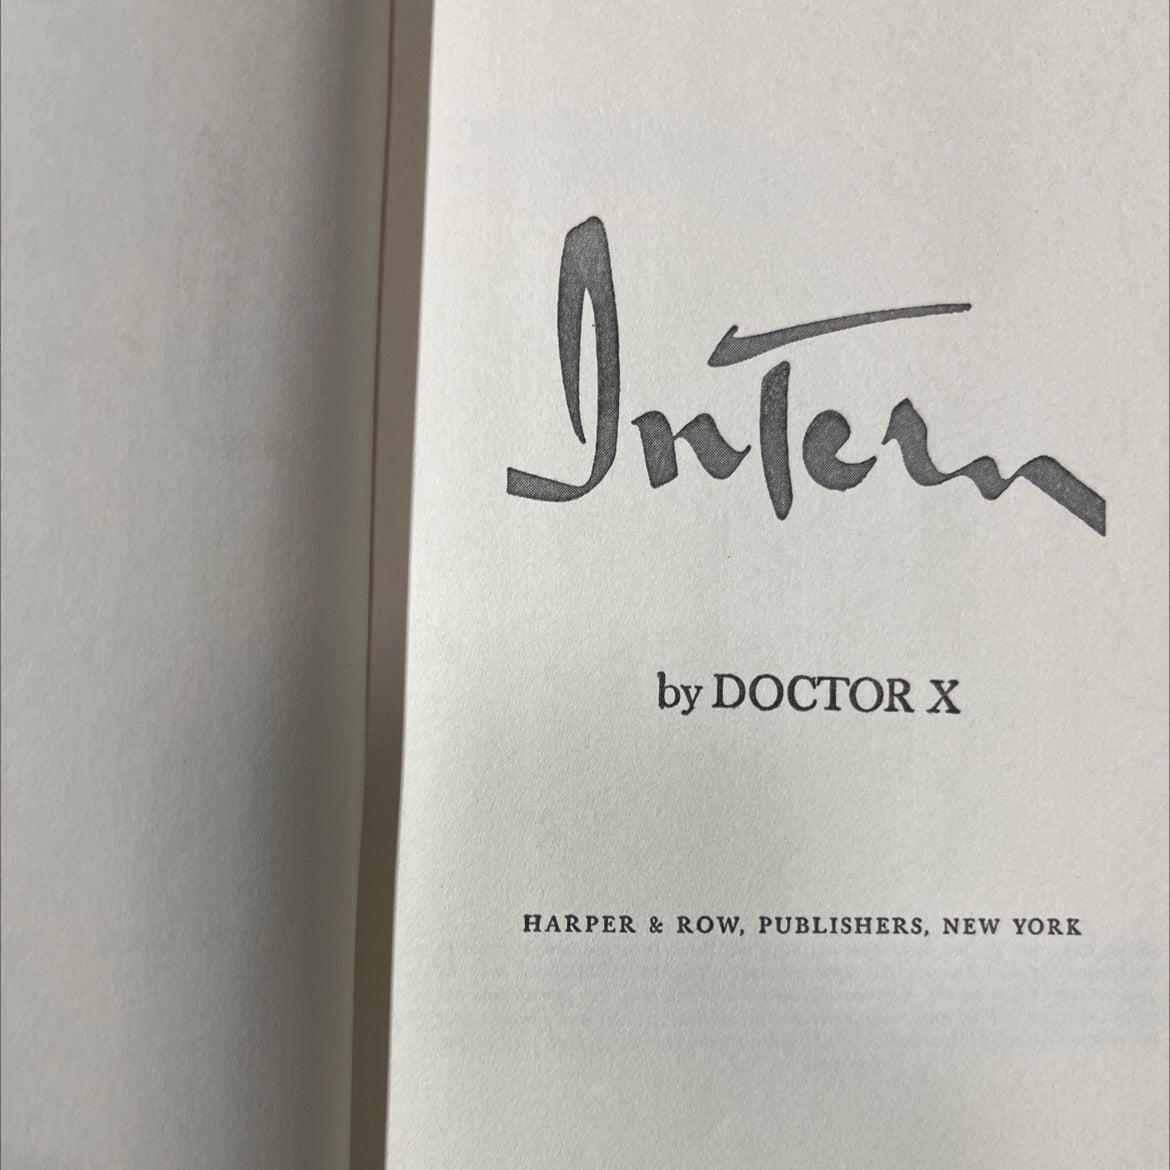 Intern
by DOCTOR X
HARPER & ROW, PUBLISHERS, NEW YORK